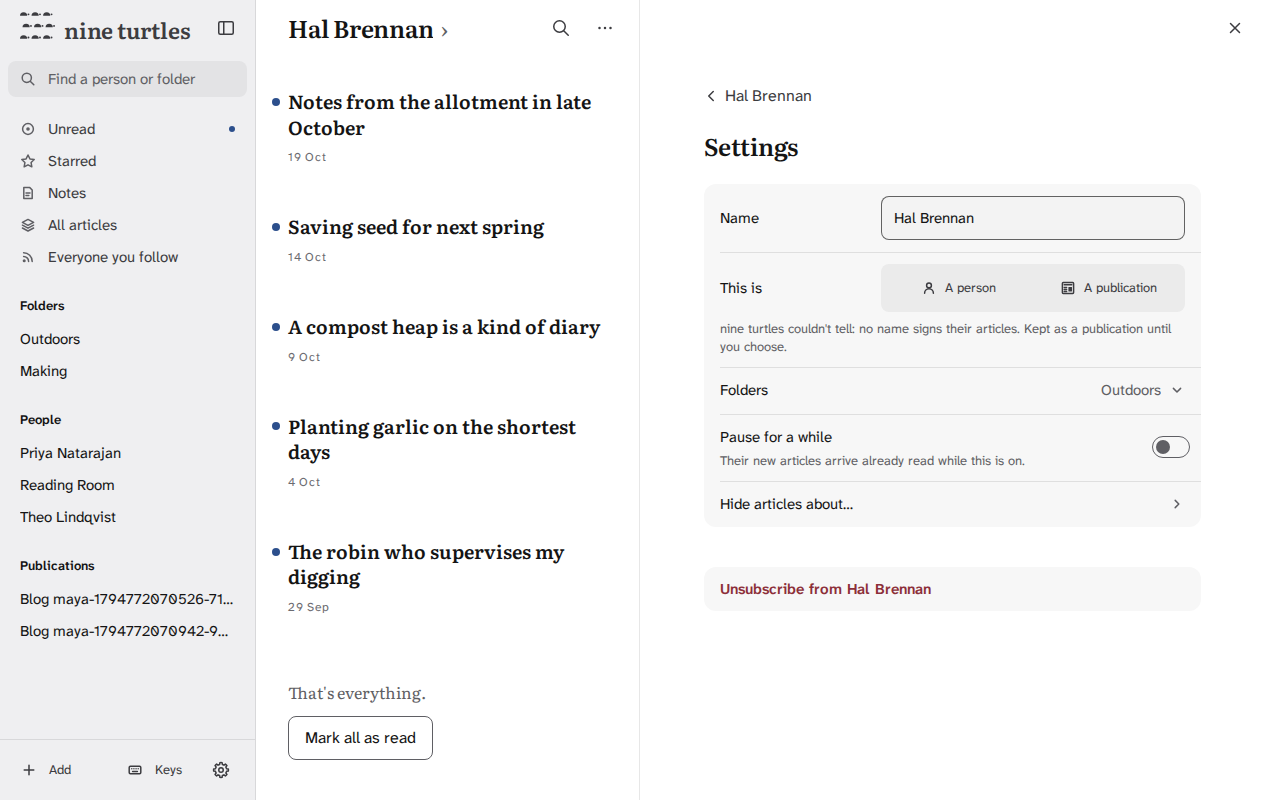 nine turtles
Find a person or folder
Unread
Starred
Notes
All articles
Everyone you follow
Folders
Outdoors
Making
People
Priya Natarajan
Reading Room
Theo Lindqvist
Publications
Blog maya-1794772070526-71...
Blog maya-1794772070942-9...
Add
Keys
Hal Brennan ›
Notes from the allotment in late
October
19 Oct
Saving seed for next spring
14 Oct
A compost heap is a kind of diary
9 Oct
Planting garlic on the shortest
days
4 Oct
The robin who supervises my
digging
29 Sep
That's everything.
Mark all as read
Hal Brennan
Settings
Name
Hal Brennan
This is
A person
A publication
nine turtles couldn't tell: no name signs their articles. Kept as a publication until
you choose.
Folders
Outdoors
Pause for a while
Their new articles arrive already read while this is on.
Hide articles about...
Unsubscribe from Hal Brennan